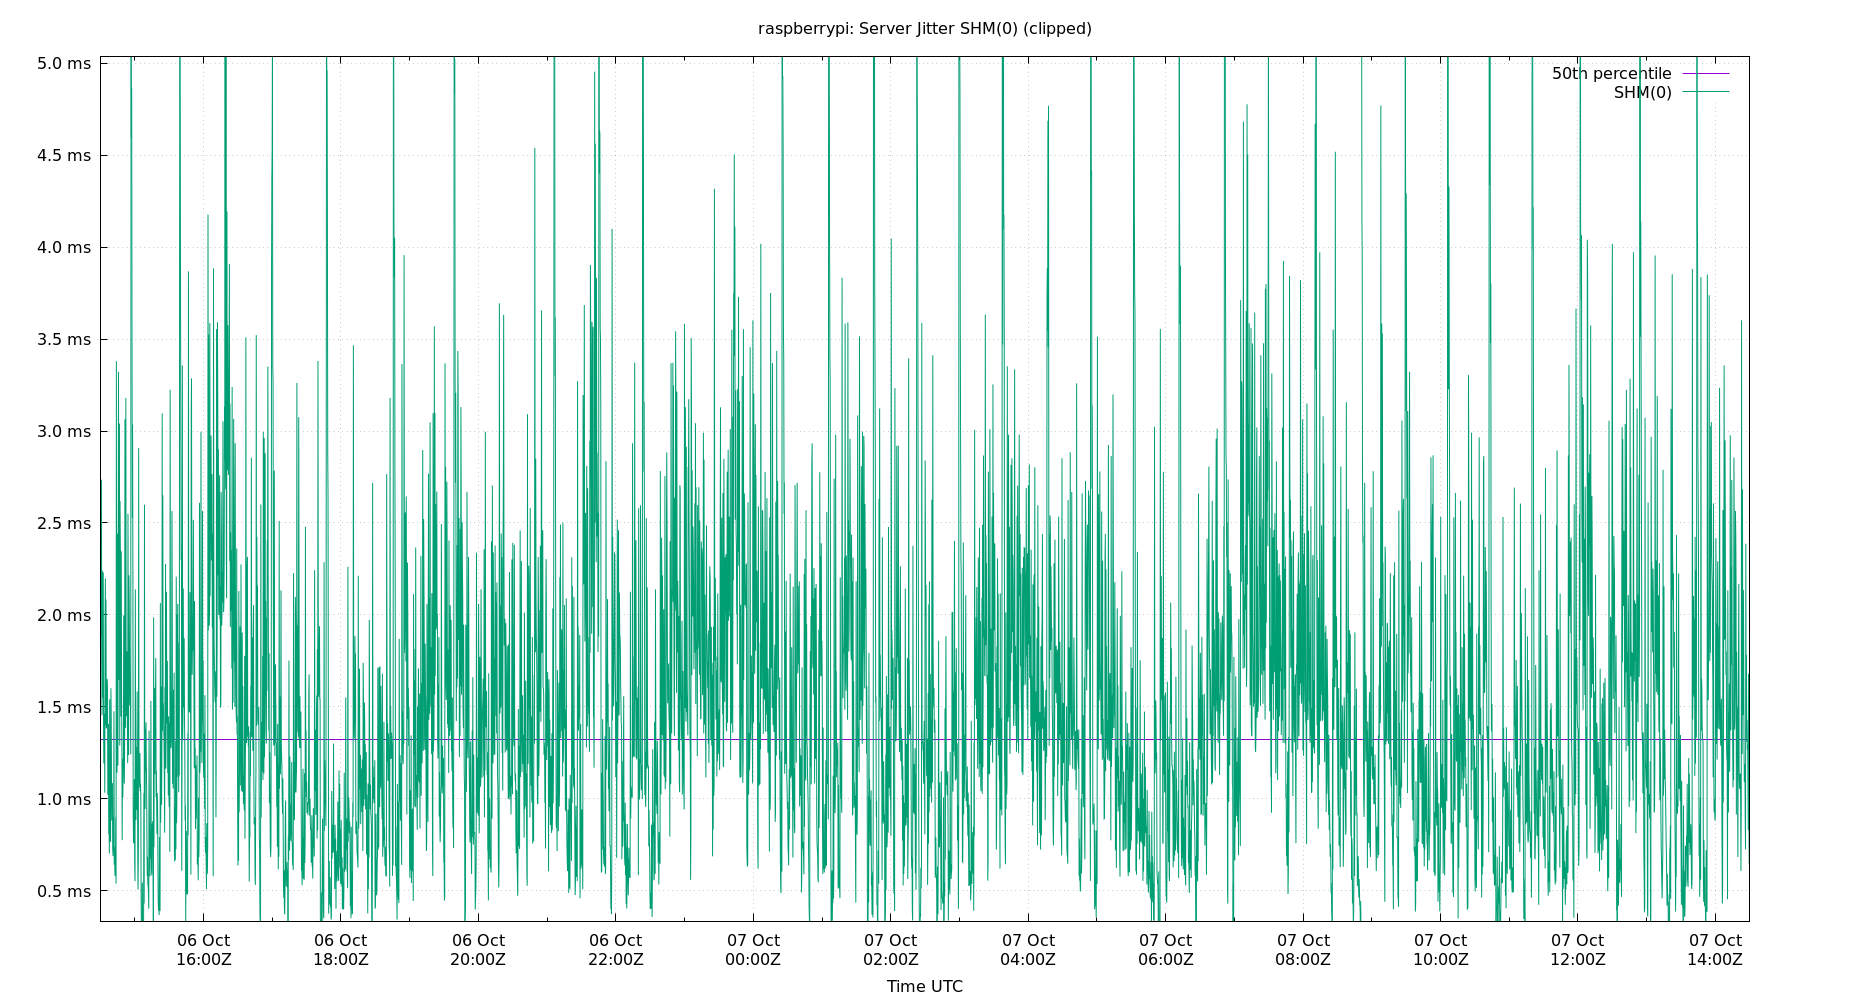 raspberrypi: Server Jitter SHM(0) (clipped)
5.0 ms
4.5 ms
4.0 ms
3.5 ms
3.0 ms
2.5 ms
2.0 ms
1.5 ms
1.0 ms
0.5 ms
50th percentile
SHM(0)
06 Oct 06 Oct 06 Oct 06 Oct 07 Oct 07 Oct 07 Oct 07 Oct 07 Oct 07 Oct 07 Oct 07 Oct
16:00Z 18:00Z 20:00Z 22:00Z 00:00Z 02:00Z 04:00Z 06:00Z 08:00Z 10:00Z 12:00Z 14:00Z
Time UTC